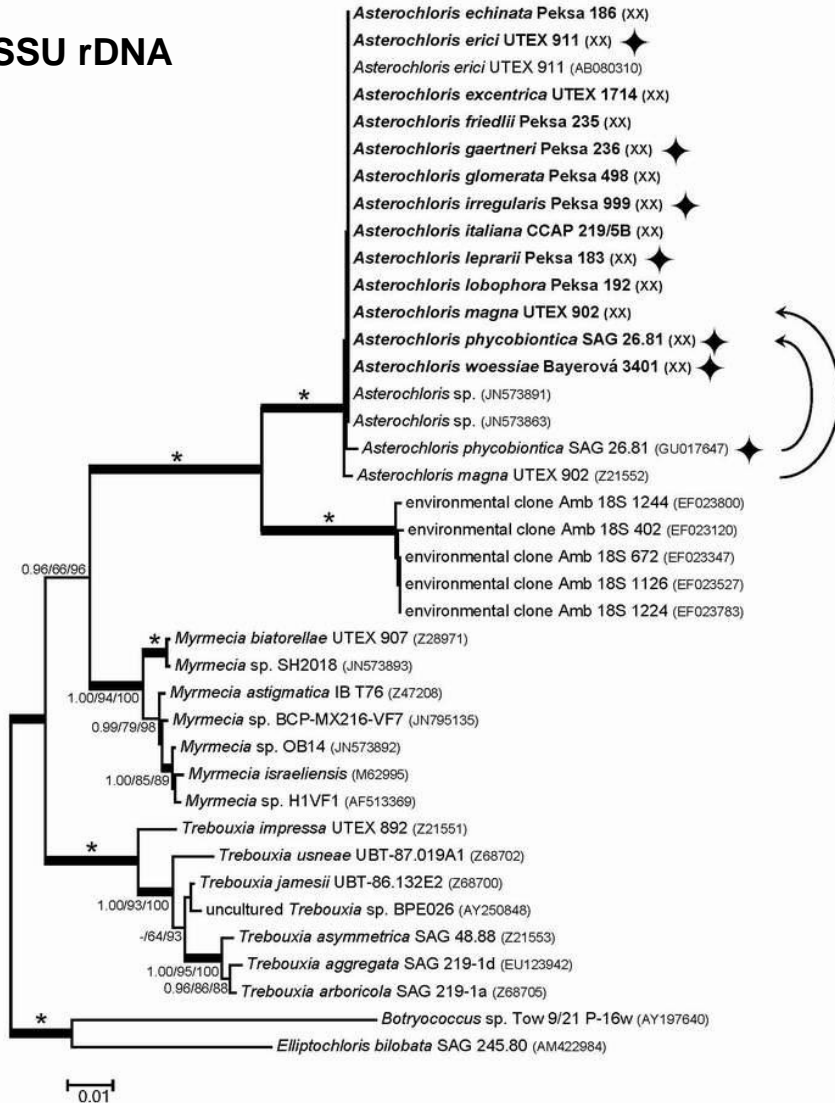 SSU rDNA
Asterochloris echinata Peksa 186 (XX)
Asterochloris erici UTEX 911 (XX)
Asterochloris erici UTEX 911 (AB080310)
Asterochloris excentrica UTEX 1714 (XX)
Asterochloris friedlii Peksa 235 (XX)
Asterochloris gaertneri Peksa 236 (XX)
Asterochloris glomerata Peksa 498 (XX)
Asterochloris irregularis Peksa 999 (XX)
Asterochloris italiana CCAP 219/5B (XX)
Asterochloris leprarii Peksa 183 (XX)
Asterochloris lobophora Peksa 192 (XX)
Asterochloris magna UTEX 902 (XX)
Asterochloris phycobiontica SAG 26.81 (XX)
Asterochloris woessiae Bayerová 3401 (XX)
*
Asterochloris sp. (JN573891)
Asterochloris sp. (JN573863)
Asterochloris phycobiontica SAG 26.81 (GU017647)
*
Asterochloris magna UTEX 902 (Z21552)
environmental clone Amb 18S 1244 (EF023800)
*
environmental clone Amb 18S 402 (EF023120)
environmental clone Amb 18S 672 (EF023347)
0.96/66/96
environmental clone Amb 18S 1126 (EF023527)
environmental clone Amb 18S 1224 (EF023783)
*
Myrmecia biatorellae UTEX 907 (Z28971)
Myrmecia sp. SH2018 (JN573893)
1.00/94/100
Myrmecia astigmatica IB T76 (Z47208)
0.99/79/98
Myrmecia sp. BCP-MX216-VF7 (JN795135)
Myrmecia sp. OB14 (JN573892)
1.00/85/89
Myrmecia israeliensis (M62995)
Myrmecia sp. H1VF1 (AF513369)
Trebouxia impressa UTEX 892 (Z21551)
*
Trebouxia usneae UBT-87.019A1 (Z68702)
Trebouxia jamesii UBT-86.132E2 (Z68700)
1.00/93/100
uncultured Trebouxia sp. BPE026 (AY250848)
-/64/93
Trebouxia asymmetrica SAG 48.88 (Z21553)
1.00/95/100
Trebouxia aggregata SAG 219-1d (EU123942)
0.96/86/88
Trebouxia arboricola SAG 219-1a (Z68705)
*
Botryococcus sp. Tow 9/21 P-16w (AY197640)
Elliptochloris bilobata SAG 245.80 (AM422984)
0.01